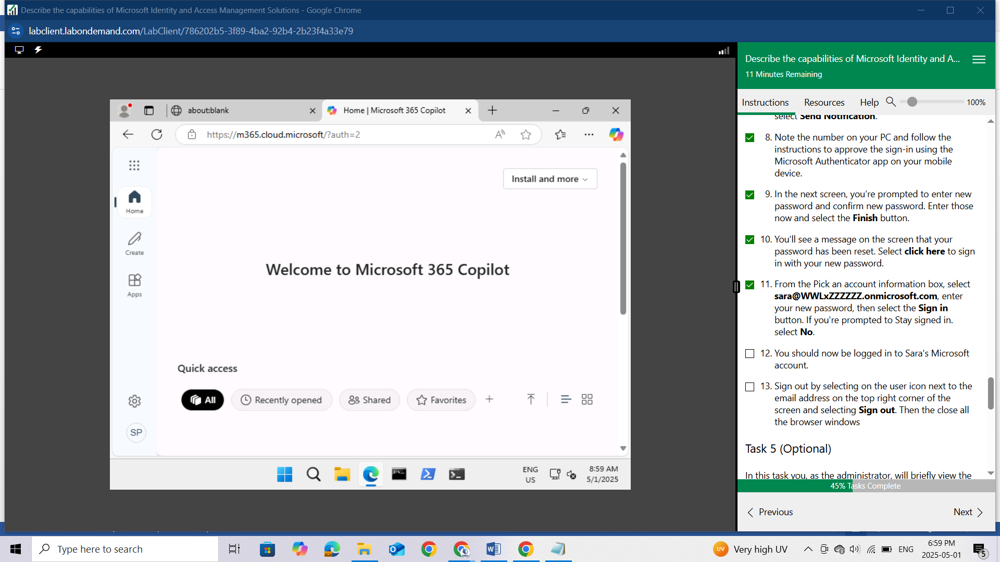 Describe the capabilities of Microsoft Identity and Access Management Solutions - Google Chrome
labclient.labondemand.com/LabClient/786202b5-3f89-4ba2-92b4-2b23f4a33e79
Describe the capabilities of Microsoft Identity and A...
11 Minutes Remaining
Instructions
Resources
Help
100%
about:blank
Home | Microsoft 365 Copilot
https://m365.cloud.microsoft/?auth=2
Install and more
Home
Create
Apps
Welcome to Microsoft 365 Copilot
Quick access
All
Recently opened
Shared
Favorites
SP
ENG
US
8:59 AM
5/1/2025
select Send Notification.
8. Note the number on your PC and follow the
instructions to approve the sign-in using the
Microsoft Authenticator app on your mobile
device.
9. In the next screen, you're prompted to enter new
password and confirm new password. Enter those
now and select the Finish button.
10. You'll see a message on the screen that your
password has been reset. Select click here to sign
in with your new password.
11. From the Pick an account information box, select
sara@WWLxZZZZZZ.onmicrosoft.com, enter
your new password, then select the Sign in
button. If you're prompted to Stay signed in.
select No.
12. You should now be logged in to Sara's Microsoft
account.
13. Sign out by selecting on the user icon next to the
email address on the top right corner of the
screen and selecting Sign out. Then the close all
the browser windows
Task 5 (Optional)
In this task you, as the administrator, will briefly view the
45% Tasks Complete
Previous
Next
Type here to search
UV
Very high UV
ENG
6:59 PM
2025-05-01
5